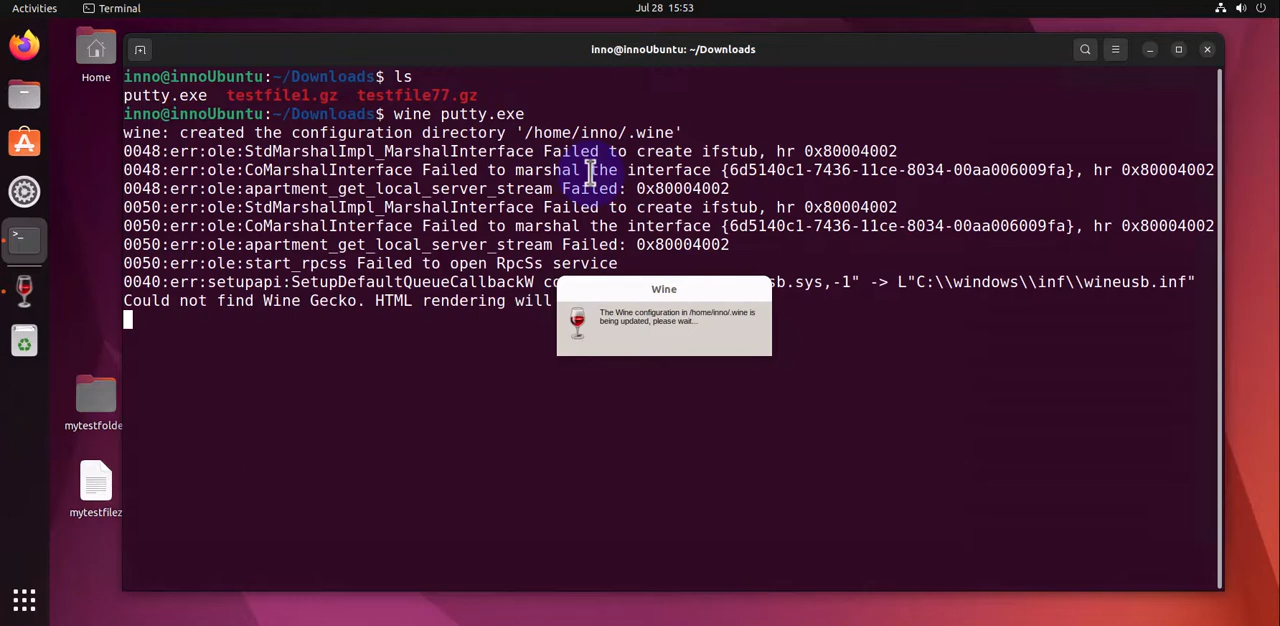 Activities
Terminal
Jul 28 15:53
Home
inno@innoUbuntu: ~/Downloads
inno@innoUbuntu:~/Downloads$ ls
putty.exe testfile1.gz testfile77.gz
inno@innoUbuntu:~/Downloads$ wine putty.exe
wine: created the configuration directory '/home/inno/.wine'
0048:err:ole:StdMarshalImpl_MarshalInterface Failed to create ifstub, hr 0x80004002
0048:err:ole:CoMarshalInterface Failed to marshal the interface {6d5140c1-7436-11ce-8034-00aa006009fa}, hr 0x80004002
0048:err:ole:apartment_get_local_server_stream Failed: 0x80004002
0050:err:ole:StdMarshalImpl_MarshalInterface Failed to create ifstub, hr 0x80004002
0050:err:ole:CoMarshalInterface Failed to marshal the interface {6d5140c1-7436-11ce-8034-00aa006009fa}, hr 0x80004002
0050:err:ole:apartment_get_local_server_stream Failed: 0x80004002
0050:err:ole:start_rpcss Failed to open RpcSs service
0040:err:setupapi:SetupDefaultQueueCallbackW co sb.sys,-1" -> L"C:\\windows\\inf\\wineusb.inf"
Could not find Wine Gecko. HTML rendering will
Wine
The Wine configuration in /home/inno/.wine is
being updated, please wait...
mytestfolde
mytestfilez